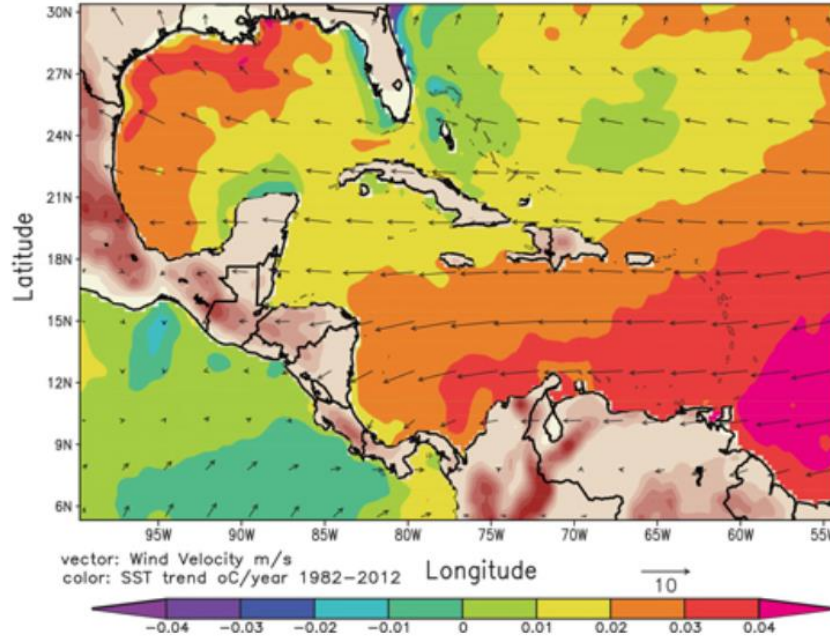 30N
27N
24N
21N
18N
15N
12N
9N
6N
Latitude
95W 90W 85W 80W 75W 70W 65W 60W 55W
vector: Wind Velocity m/s
color: SST trend oC/year 1982-2012
Longitude
10
-0.04 -0.03 -0.02 -0.01 0 0.01 0.02 0.03 0.04